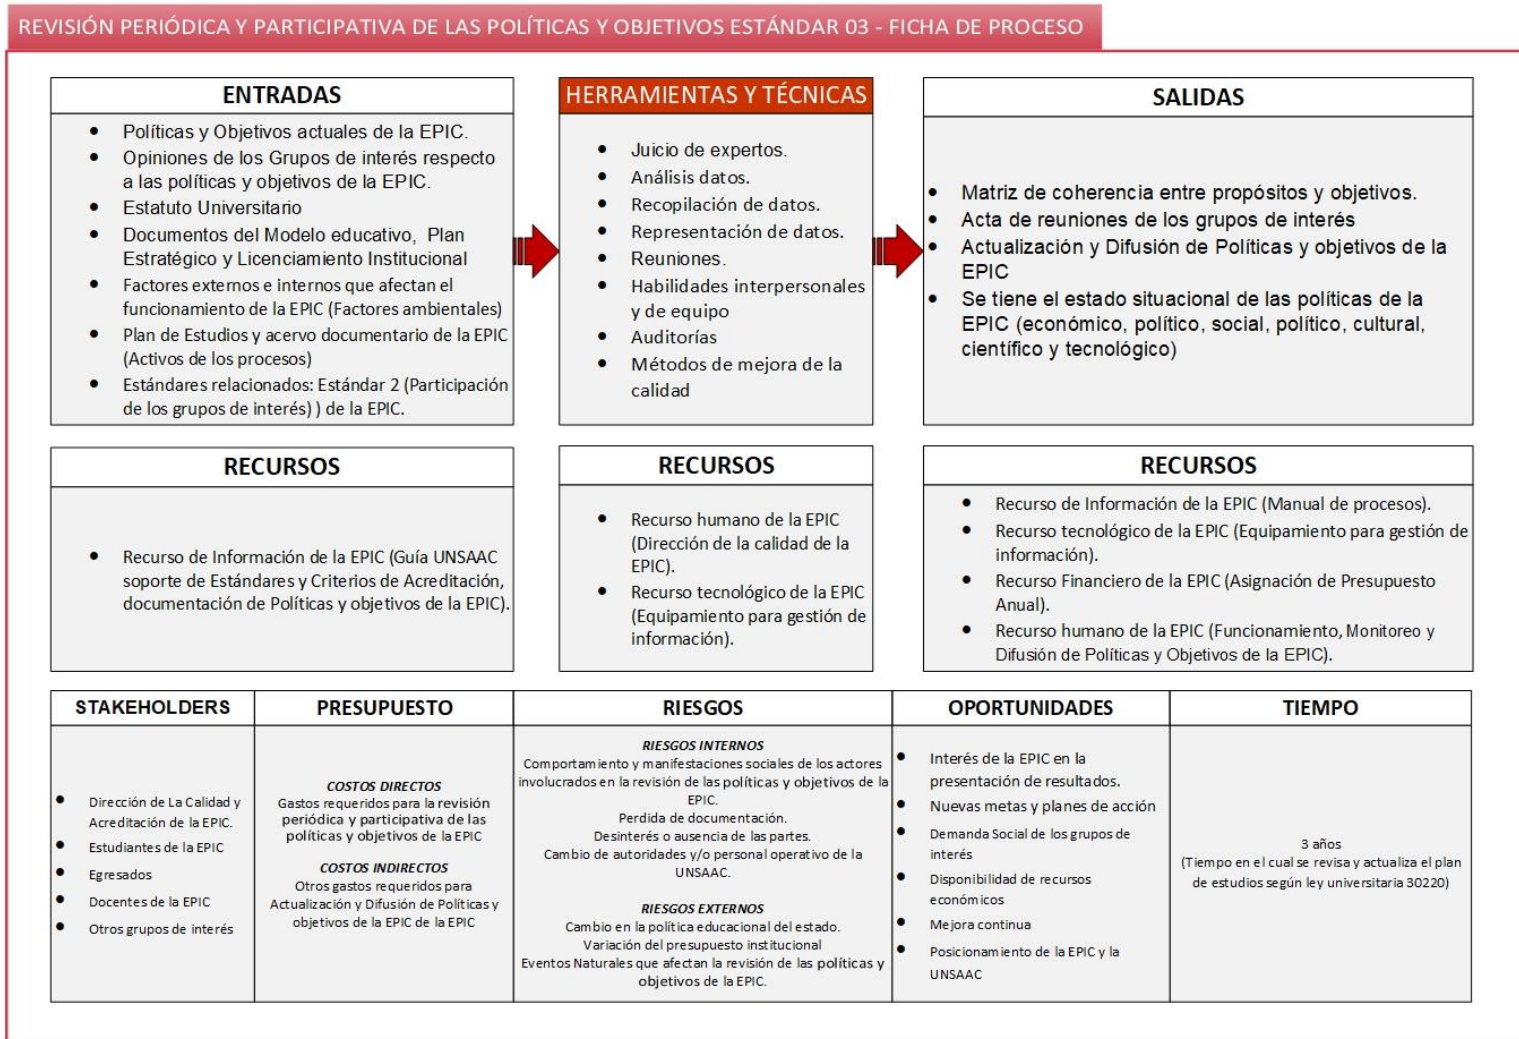 REVISIÓN PERIÓDICA Y PARTICIPATIVA DE LAS POLÍTICAS Y OBJETIVOS ESTÁNDAR 03 - FICHA DE PROCESO
ENTRADAS
• Políticas y Objetivos actuales de la EPIC.
• Opiniones de los Grupos de interés respecto
a las políticas y objetivos de la EPIC.
• Estatuto Universitario
• Documentos del Modelo educativo, Plan
Estratégico y Licenciamiento Institucional
• Factores externos e internos que afectan el
funcionamiento de la EPIC (Factores ambientales)
• Plan de Estudios y acervo documentario de la EPIC
(Activos de los procesos)
• Estándares relacionados: Estándar 2 (Participación
de los grupos de interés) ) de la EPIC.
HERRAMIENTAS Y TÉCNICAS
• Juicio de expertos.
• Análisis datos.
• Recopilación de datos.
• Representación de datos.
• Reuniones.
• Habilidades interpersonales
y de equipo
• Auditorías
• Métodos de mejora de la
calidad
SALIDAS
• Matriz de coherencia entre propósitos y objetivos.
• Acta de reuniones de los grupos de interés
• Actualización y Difusión de Políticas y objetivos de la
EPIC
• Se tiene el estado situacional de las políticas de la
EPIC (económico, político, social, político, cultural,
científico y tecnológico)
RECURSOS
• Recurso de Información de la EPIC (Guía UNSAAC
soporte de Estándares y Criterios de Acreditación,
documentación de Políticas y objetivos de la EPIC).
RECURSOS
• Recurso humano de la EPIC
(Dirección de la calidad de la
EPIC).
• Recurso tecnológico de la EPIC
(Equipamiento para gestión de
información).
RECURSOS
• Recurso de Información de la EPIC (Manual de procesos).
• Recurso tecnológico de la EPIC (Equipamiento para gestión de
información).
• Recurso Financiero de la EPIC (Asignación de Presupuesto
Anual).
• Recurso humano de la EPIC (Funcionamiento, Monitoreo y
Difusión de Políticas y Objetivos de la EPIC).
STAKEHOLDERS
• Dirección de La Calidad y
Acreditación de la EPIC.
• Estudiantes de la EPIC
• Egresados
• Docentes de la EPIC
• Otros grupos de interés
PRESUPUESTO
COSTOS DIRECTOS
Gastos requeridos para la revisión
periódica y participativa de las
políticas y objetivos de la EPIC
COSTOS INDIRECTOS
Otros gastos requeridos para
Actualización y Difusión de Políticas y
objetivos de la EPIC de la EPIC
RIESGOS
RIESGOS INTERNOS
Comportamiento y manifestaciones sociales de los actores
involucrados en la revisión de las políticas y objetivos de la
EPIC.
Perdida de documentación.
Desinterés o ausencia de las partes.
Cambio de autoridades y/o personal operativo de la
UNSAAC.
RIESGOS EXTERNOS
Cambio en la política educacional del estado.
Variación del presupuesto institucional
Eventos Naturales que afectan la revisión de las políticas y
objetivos de la EPIC.
OPORTUNIDADES
• Interés de la EPIC en la
presentación de resultados.
• Nuevas metas y planes de acción
• Demanda Social de los grupos de
interés
• Disponibilidad de recursos
económicos
• Mejora continua
• Posicionamiento de la EPIC y la
UNSAAC
TIEMPO
3 años
(Tiempo en el cual se revisa y actualiza el plan
de estudios según ley universitaria 30220)